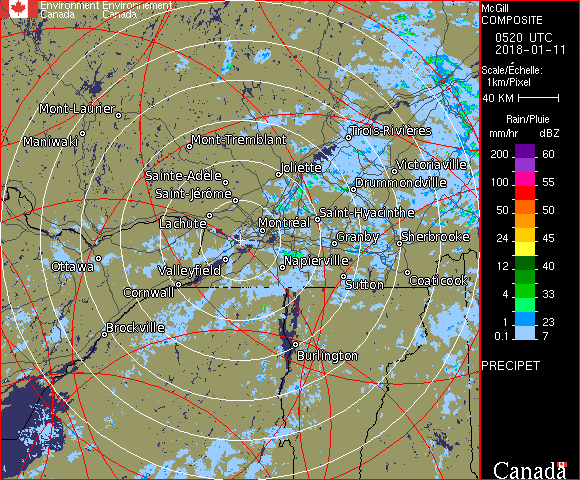 Environment Environnement
Canada Canada
McGill
COMPOSITE
0520 UTC
2018-01-11
Scale/Échelle:
1km/Pixel
40 KM
Rain/Pluie
mm/hr dBZ
200 60
100 55
50 50
24 45
12 40
4 33
1 23
0.1 7
PRECIPET
Canada
Mont-Laurier
Maniwaki
Mont-Tremblant
Trois-Rivières
Joliette
Victoriaville
Sainte-Adèle
Drummondville
Saint-Jérôme
Lachute
Saint-Hyacinthe
Montréal
Granby
Sherbrooke
Ottawa
Valleyfield
Napierville
Cornwall
Sutton
Coaticook
Brockville
Burlington